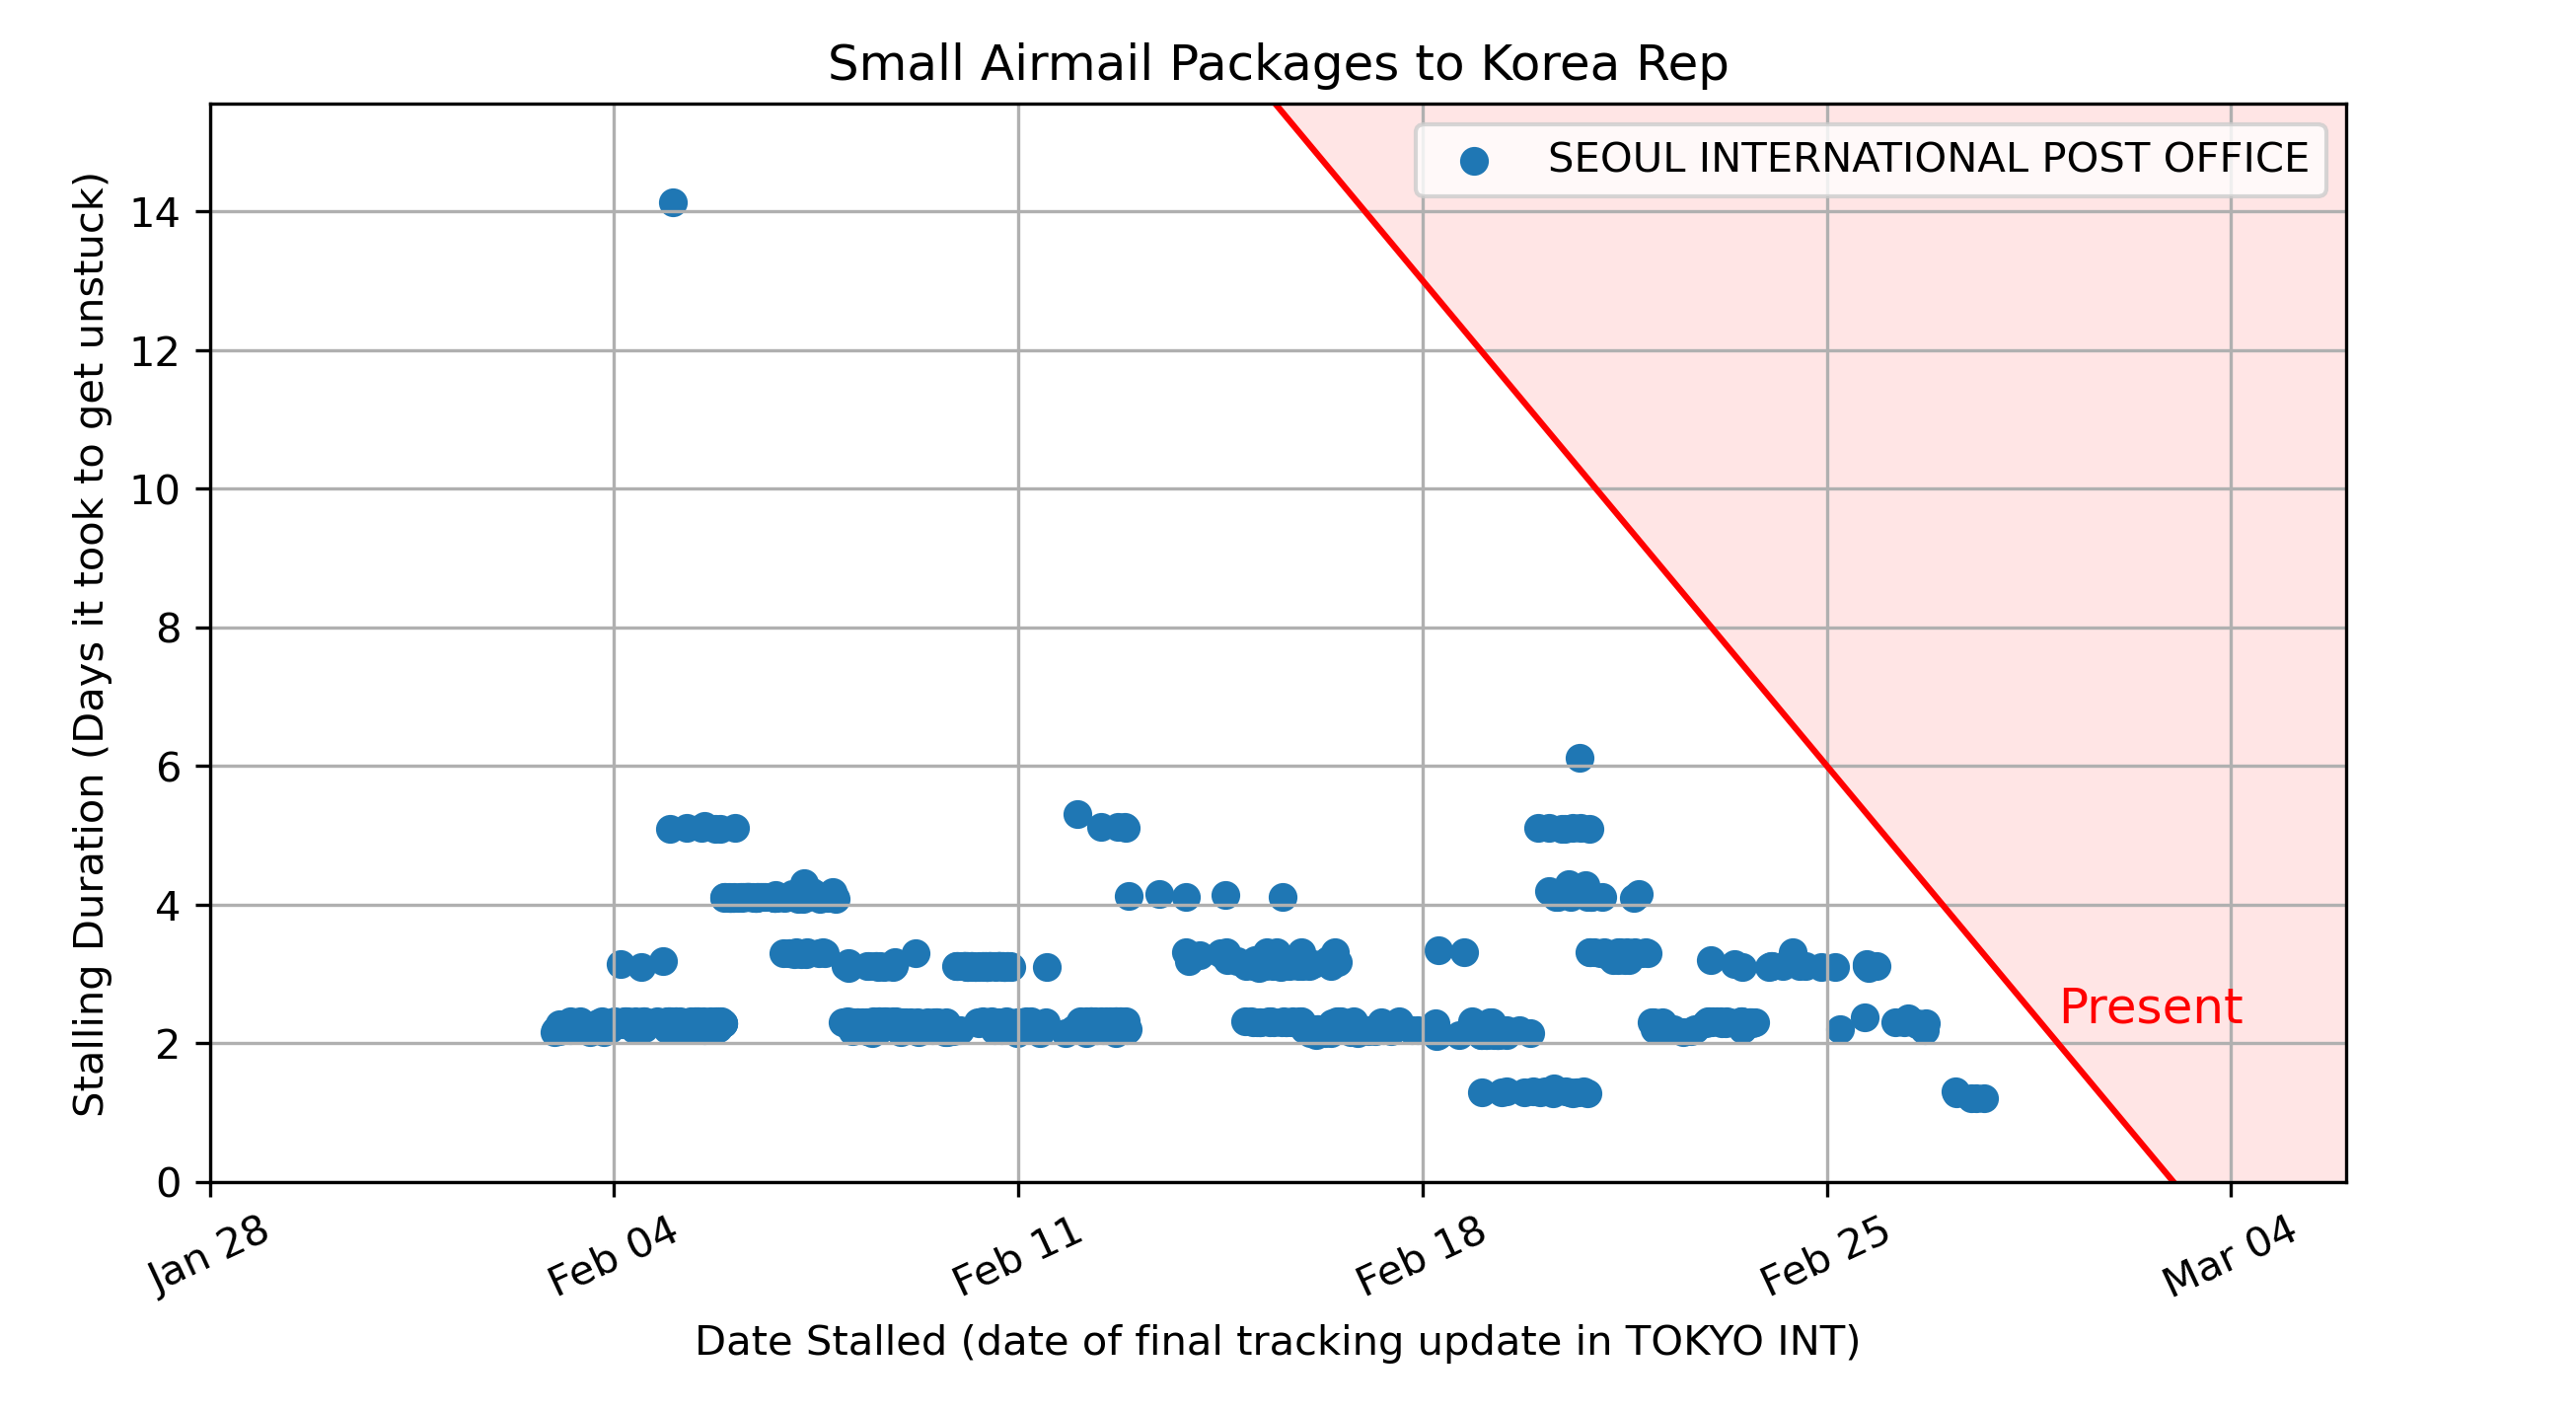 Small Airmail Packages to Korea Rep
SEOUL INTERNATIONAL POST OFFICE
Stalling Duration (Days it took to get unstuck)
14
12
10
8
6
4
2
0
Present
Jan 28
Feb 04
Feb 11
Feb 18
Feb 25
Mar 04
Date Stalled (date of final tracking update in TOKYO INT)